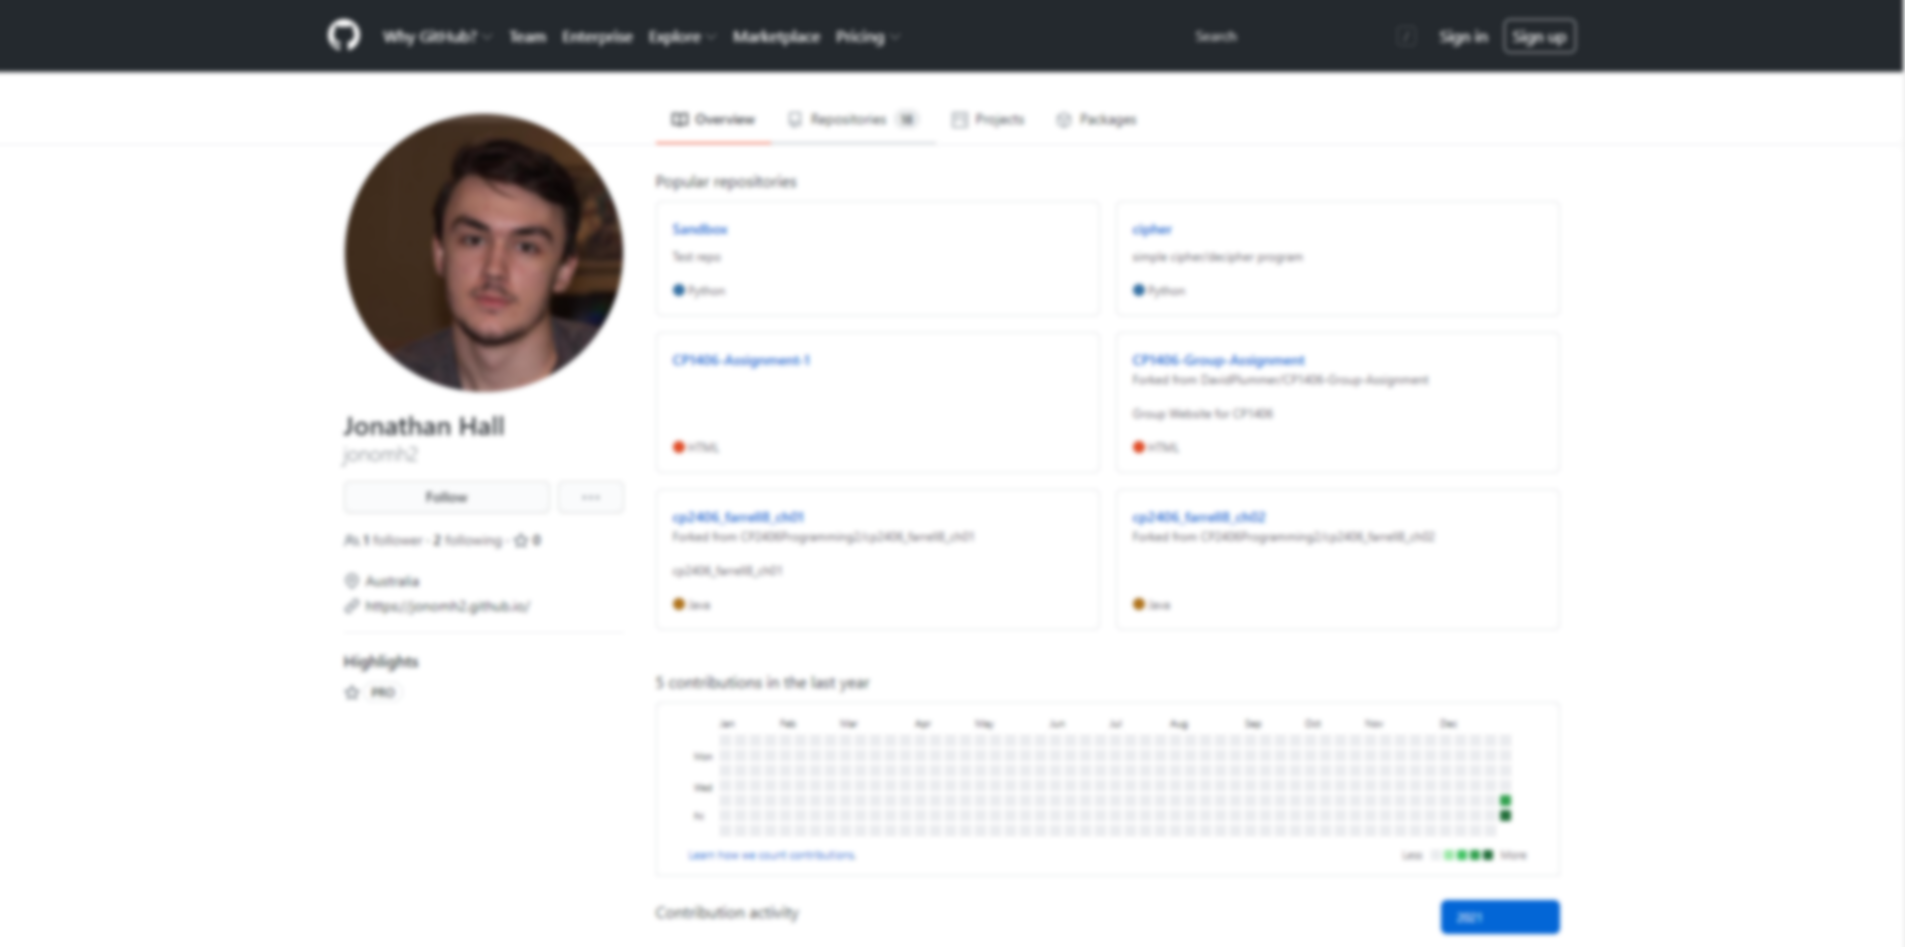 Why GitHub? Team Enterprise Explore Marketplace Pricing Search / Sign in Sign up
Overview Repositories Projects Packages
Jonathan Hall
jonomh2
Follow
1 follower · 2 following · 0
Australia
https://jonomh2.github.io/
Highlights
PRO
Popular repositories
Sandbox
Test repo
Python
cipher
simple cipher/decipher program
Python
CP1406-Assignment-1
HTML
CP1406-Group-Assignment
Forked from DavidPlummer/CP1406-Group-Assignment
Group Website for CP1406
HTML
cp2406_farrell8_ch01
Forked from CP2406Programming2/cp2406_farrell8_ch01
cp2406_farrell8_ch01
Java
cp2406_farrell8_ch02
Forked from CP2406Programming2/cp2406_farrell8_ch02
Java
5 contributions in the last year
Jan Feb Mar Apr May Jun Jul Aug Sep Oct Nov Dec
Mon
Wed
Fri
Learn how we count contributions.
Less More
Contribution activity
2021